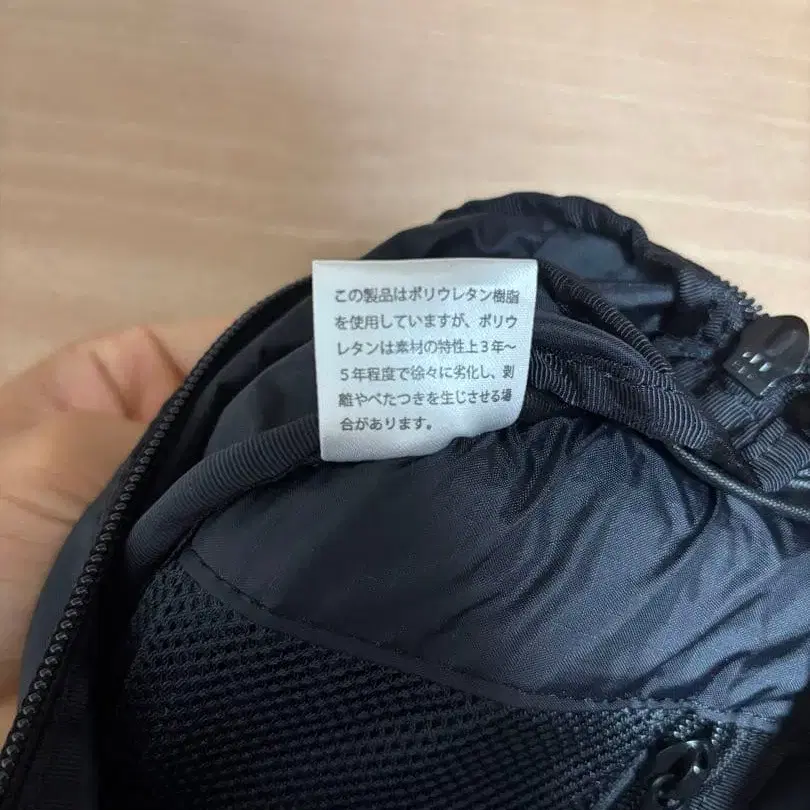 この製品はポリウレタン樹脂
を使用していますが、ポリウ
レタンは素材の特性上3年～
5年程度で徐々に劣化し、剥
離やべたつきを生じさせる場
合があります。